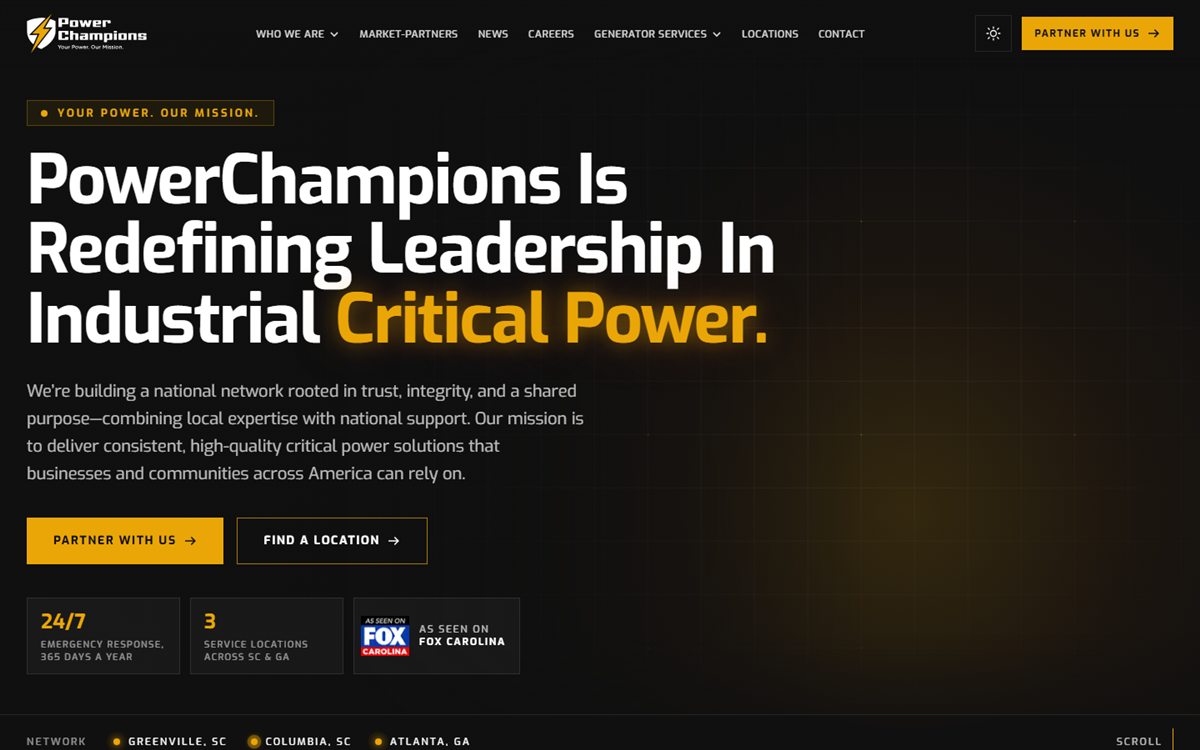 Power
Champions
Your Power. Our Mission.
WHO WE ARE
MARKET-PARTNERS
NEWS
CAREERS
GENERATOR SERVICES
LOCATIONS
CONTACT
PARTNER WITH US →
YOUR POWER. OUR MISSION.
PowerChampions Is
Redefining Leadership In
Industrial Critical Power.
We're building a national network rooted in trust, integrity, and a shared
purpose—combining local expertise with national support. Our mission is
to deliver consistent, high-quality critical power solutions that
businesses and communities across America can rely on.
PARTNER WITH US →
FIND A LOCATION →
24/7
EMERGENCY RESPONSE,
365 DAYS A YEAR
3
SERVICE LOCATIONS
ACROSS SC & GA
AS SEEN ON
FOX
CAROLINA
AS SEEN ON
FOX CAROLINA
NETWORK
GREENVILLE, SC
COLUMBIA, SC
ATLANTA, GA
SCROLL